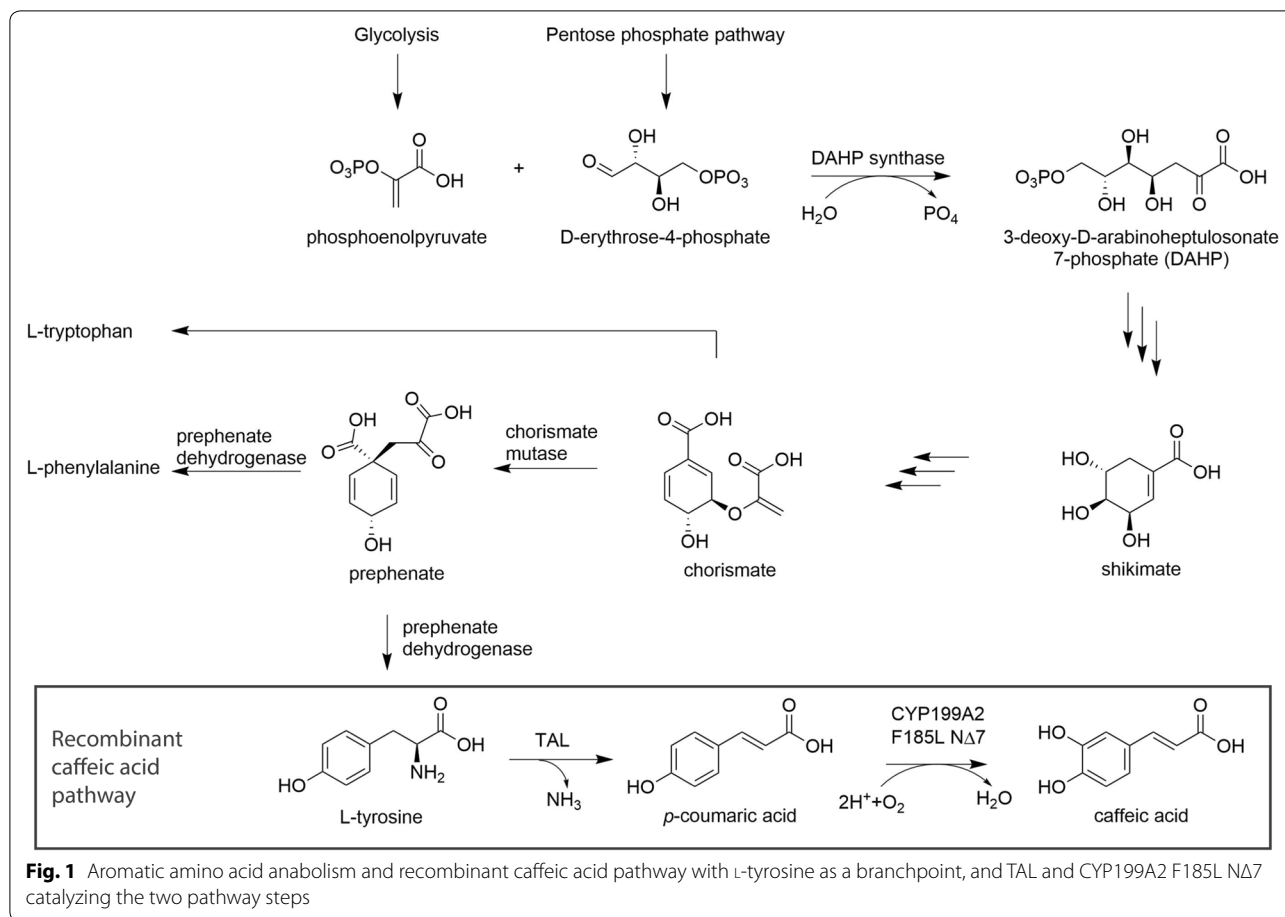 Glycolysis
Pentose phosphate pathway
O₃PO
O
OH
phosphoenolpyruvate
+
O
OH
OH
OPO₃
D-erythrose-4-phosphate
DAHP synthase
H₂O
PO₄
O₃PO
OH
OH
OH
O
O
OH
3-deoxy-D-arabinoheptulosonate
7-phosphate (DAHP)
L-tryptophan
L-phenylalanine
prephenate
dehydrogenase
OH
O
O
OH
O
OH
prephenate
chorismate
mutase
O
OH
O
OH
O
OH
chorismate
O
OH
HO
HO
OH
shikimate
prephenate
dehydrogenase
Recombinant
caffeic acid
pathway
HO
O
OH
NH₂
L-tyrosine
TAL
NH₃
HO
O
OH
p-coumaric acid
CYP199A2
F185L NΔ7
2H⁺+O₂
H₂O
HO
HO
O
OH
caffeic acid
Fig. 1 Aromatic amino acid anabolism and recombinant caffeic acid pathway with L-tyrosine as a branchpoint, and TAL and CYP199A2 F185L NΔ7
catalyzing the two pathway steps